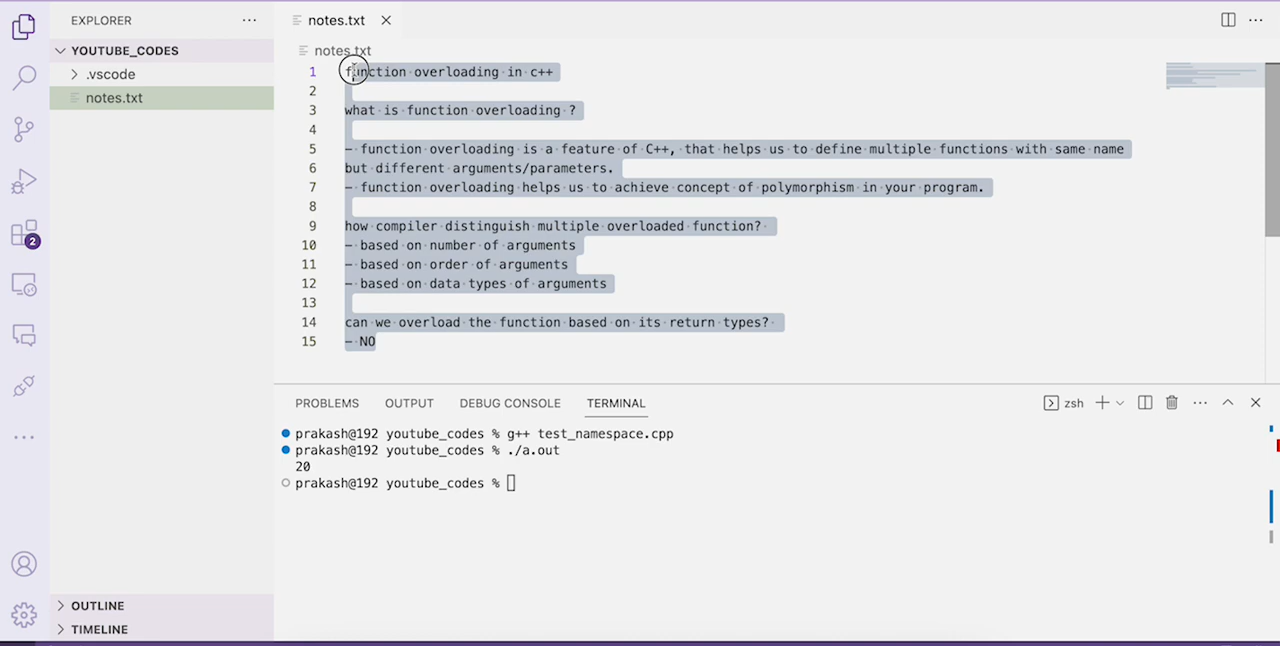 EXPLORER
YOUTUBE_CODES
.vscode
notes.txt
OUTLINE
TIMELINE
2
notes.txt
notes.txt
1 function overloading in c++
2
3 what is function overloading ?
4
5 - function overloading is a feature of C++, that helps us to define multiple functions with same name
6 but different arguments/parameters.
7 - function overloading helps us to achieve concept of polymorphism in your program.
8
9 how compiler distinguish multiple overloaded function?
10 - based on number of arguments
11 - based on order of arguments
12 - based on data types of arguments
13
14 can we overload the function based on its return types?
15 - NO
PROBLEMS OUTPUT DEBUG CONSOLE TERMINAL zsh
prakash@192 youtube_codes % g++ test_namespace.cpp
prakash@192 youtube_codes % ./a.out
20
prakash@192 youtube_codes %